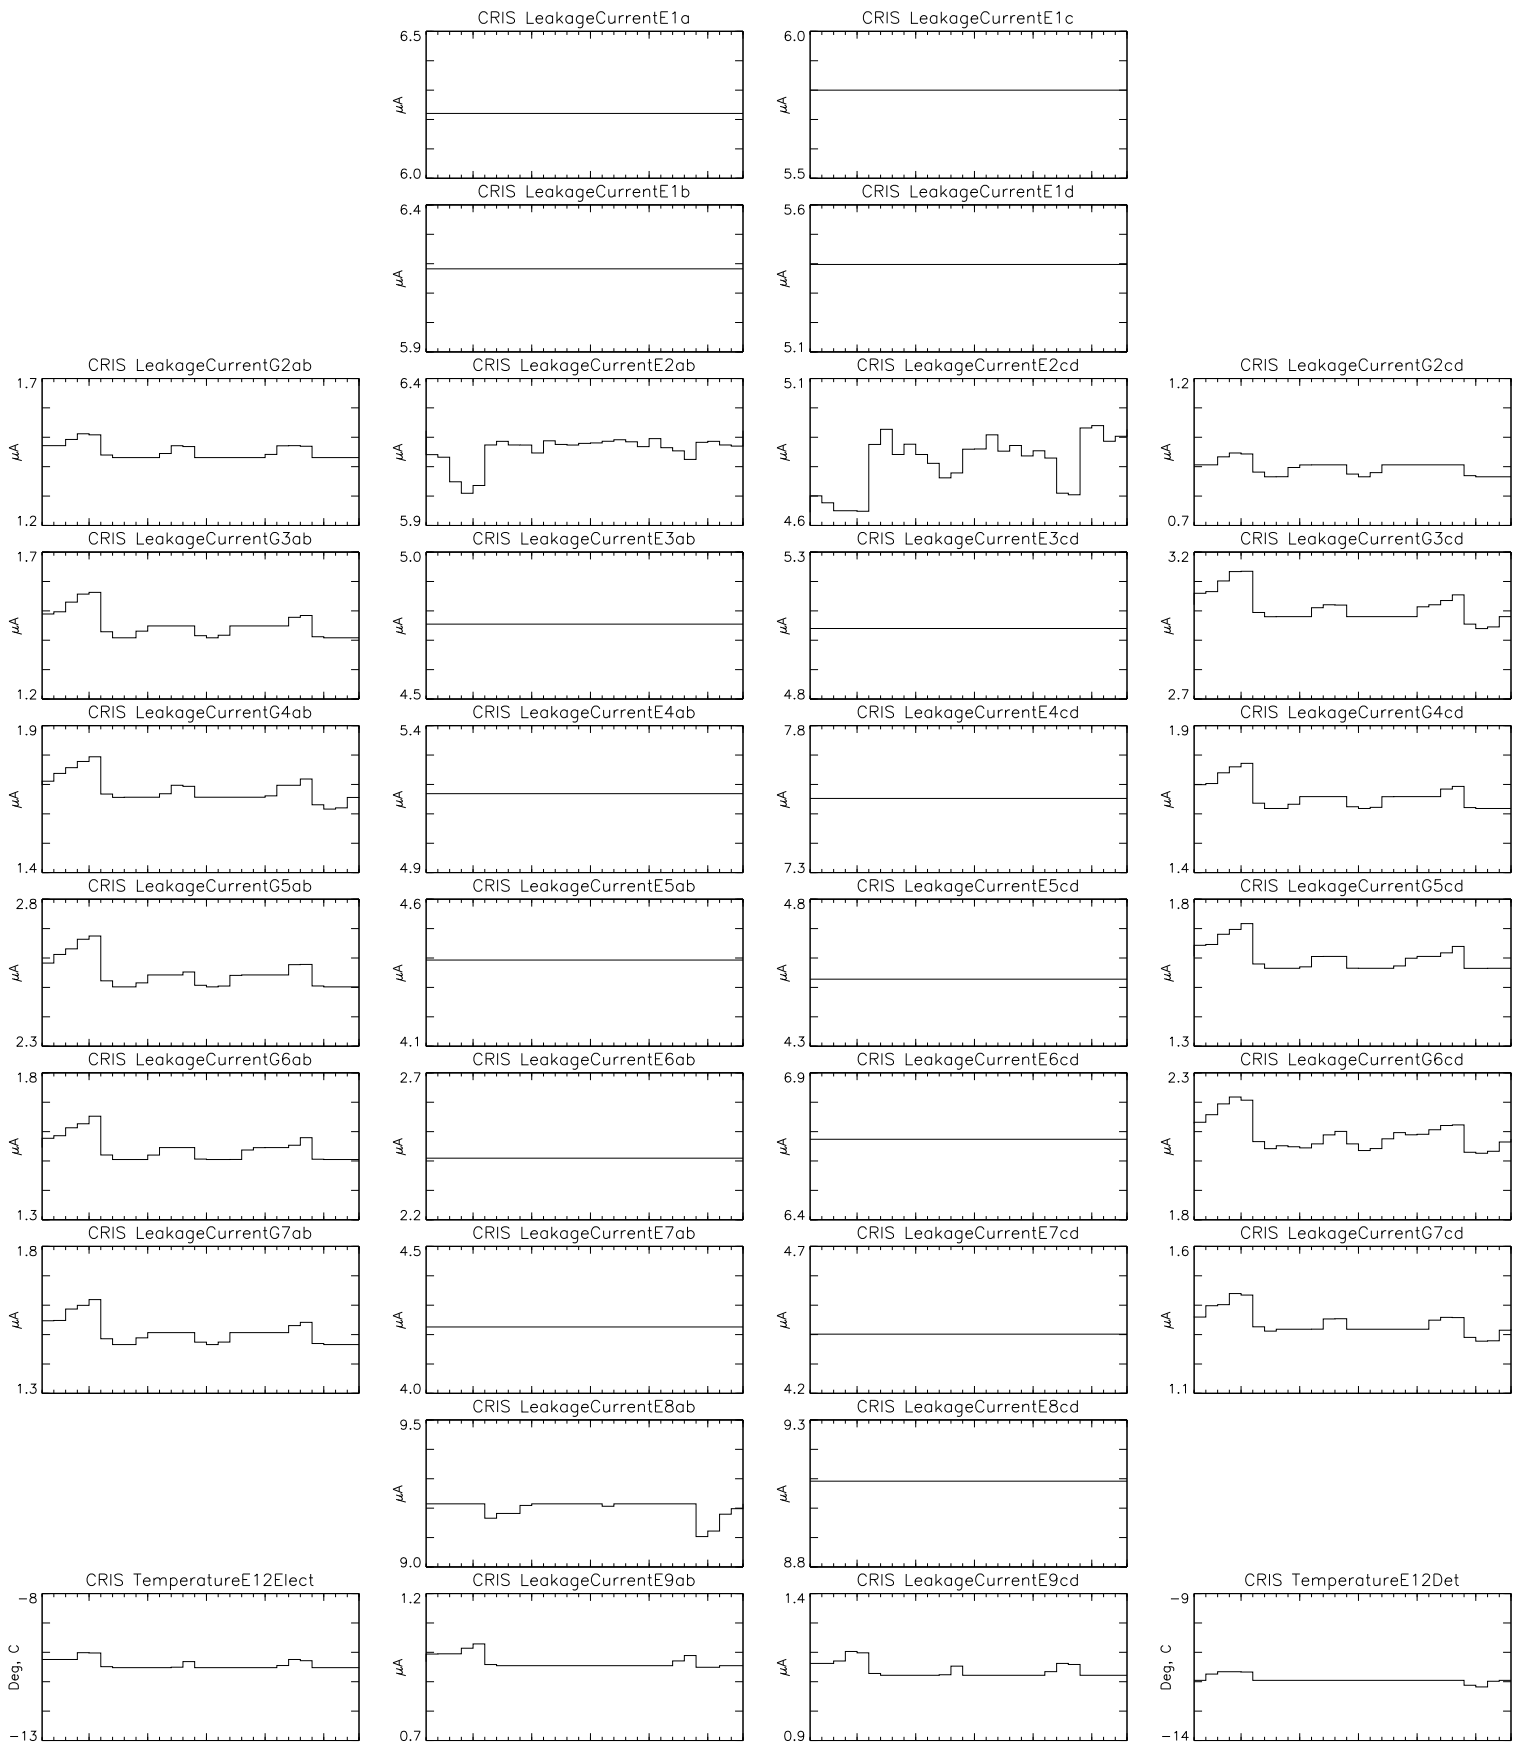 CRIS LeakageCurrentE1a
CRIS LeakageCurrentE1c
6.5
µA
6.0
6.0
µA
5.5
CRIS LeakageCurrentE1b
CRIS LeakageCurrentE1d
6.4
µA
5.9
5.6
µA
5.1
CRIS LeakageCurrentG2ab
CRIS LeakageCurrentE2ab
CRIS LeakageCurrentE2cd
CRIS LeakageCurrentG2cd
1.7
µA
1.2
6.4
µA
5.9
5.1
µA
4.6
1.2
µA
0.7
CRIS LeakageCurrentG3ab
CRIS LeakageCurrentE3ab
CRIS LeakageCurrentE3cd
CRIS LeakageCurrentG3cd
1.7
µA
1.2
5.0
µA
4.5
5.3
µA
4.8
3.2
µA
2.7
CRIS LeakageCurrentG4ab
CRIS LeakageCurrentE4ab
CRIS LeakageCurrentE4cd
CRIS LeakageCurrentG4cd
1.9
µA
1.4
5.4
µA
4.9
7.8
µA
7.3
1.9
µA
1.4
CRIS LeakageCurrentG5ab
CRIS LeakageCurrentE5ab
CRIS LeakageCurrentE5cd
CRIS LeakageCurrentG5cd
2.8
µA
2.3
4.6
µA
4.1
4.8
µA
4.3
1.8
µA
1.3
CRIS LeakageCurrentG6ab
CRIS LeakageCurrentE6ab
CRIS LeakageCurrentE6cd
CRIS LeakageCurrentG6cd
1.8
µA
1.3
2.7
µA
2.2
6.9
µA
6.4
2.3
µA
1.8
CRIS LeakageCurrentG7ab
CRIS LeakageCurrentE7ab
CRIS LeakageCurrentE7cd
CRIS LeakageCurrentG7cd
1.8
µA
1.3
4.5
µA
4.0
4.7
µA
4.2
1.6
µA
1.1
CRIS LeakageCurrentE8ab
CRIS LeakageCurrentE8cd
9.5
µA
9.0
9.3
µA
8.8
CRIS TemperatureE12Elect
CRIS LeakageCurrentE9ab
CRIS LeakageCurrentE9cd
CRIS TemperatureE12Det
−8
Deg, C
−13
1.2
µA
0.7
1.4
µA
0.9
−9
Deg, C
−14